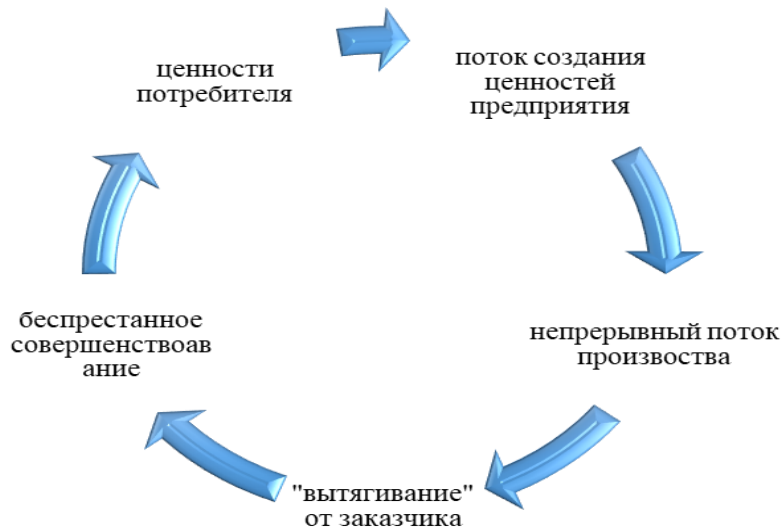 ценности
потребителя
поток создания
ценностей
предприятия
непрерывный поток
произвоства
"вытягивание"
от заказчика
беспрестанное
совершенствоав
ание